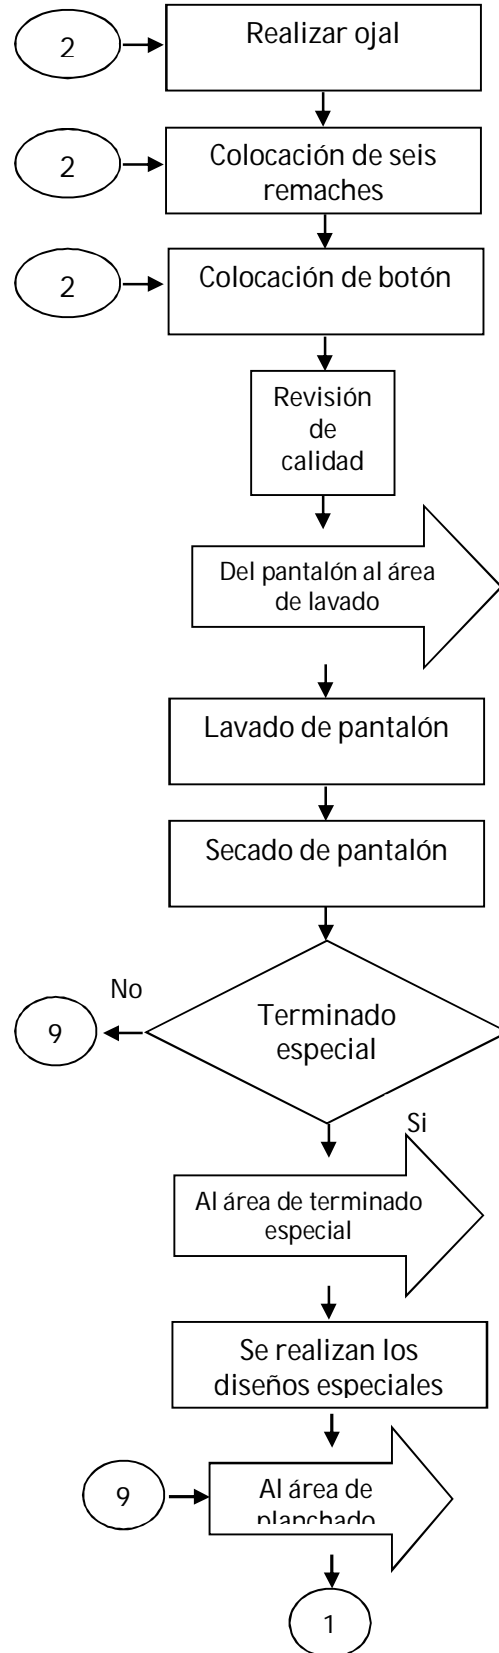 2
Realizar ojal
2
Colocación de seis
remaches
2
Colocación de botón
Revisión
de
calidad
Del pantalón al área
de lavado
Lavado de pantalón
Secado de pantalón
No
9
Terminado
especial
Si
Al área de terminado
especial
Se realizan los
diseños especiales
9
Al área de
planchado
1